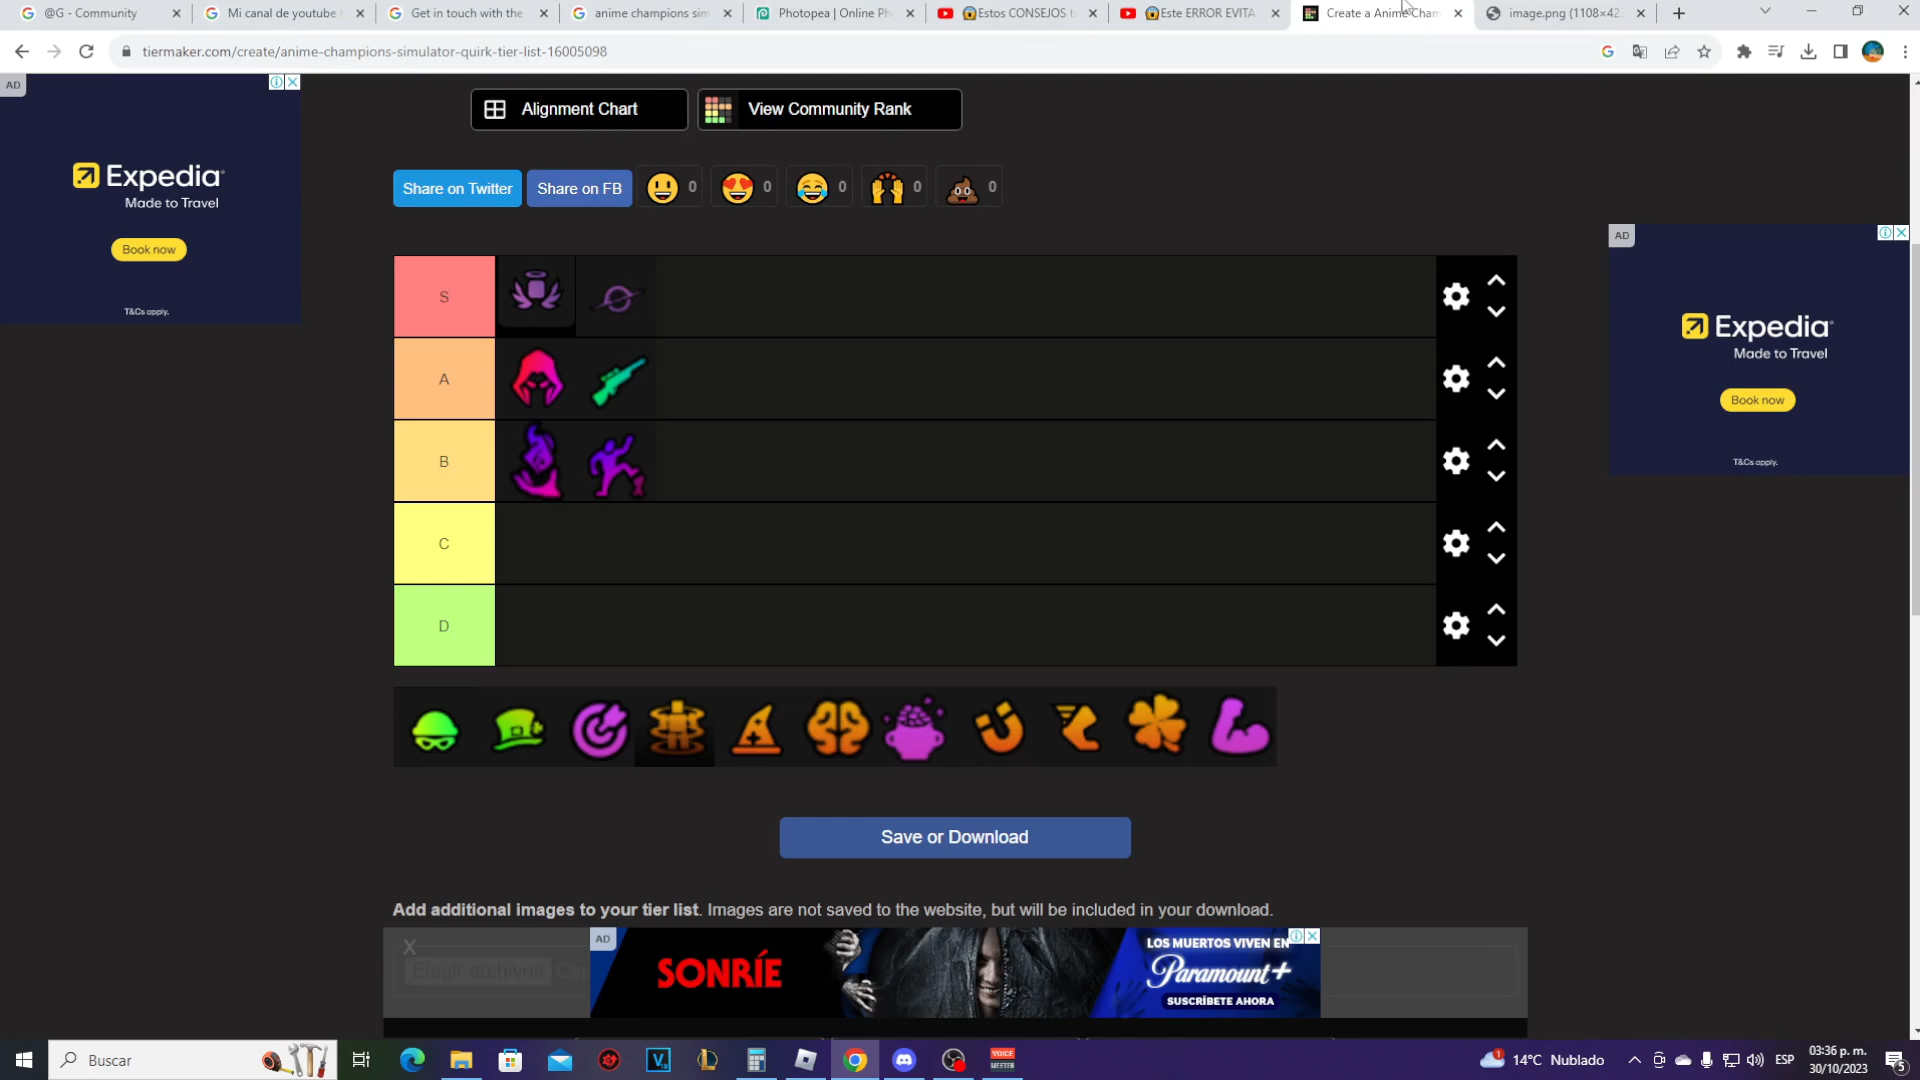 @G - Community
Mi canal de youtube
Get in touch with the
anime champions sim
Photopea | Online Ph
Estos CONSEJOS t
Este ERROR EVITA
Create a Anime Cham
image.png (1108×42
tiermaker.com/create/anime-champions-simulator-quirk-tier-list-16005098
AD
Expedia
Made to Travel
Book now
T&Cs apply.
Alignment Chart
View Community Rank
Share on Twitter
Share on FB
0
0
0
0
0
AD
Expedia
Made to Travel
Book now
T&Cs apply.
S
A
B
C
D
Save or Download
Add additional images to your tier list. Images are not saved to the website, but will be included in your download.
X
Elegir archivos
AD
SONRÍE
LOS MUERTOS VIVEN EN
Paramount+
SUSCRÍBETE AHORA
Buscar
VOICE
MEETER
1
14°C Nublado
ESP
03:36 p. m.
30/10/2023
5